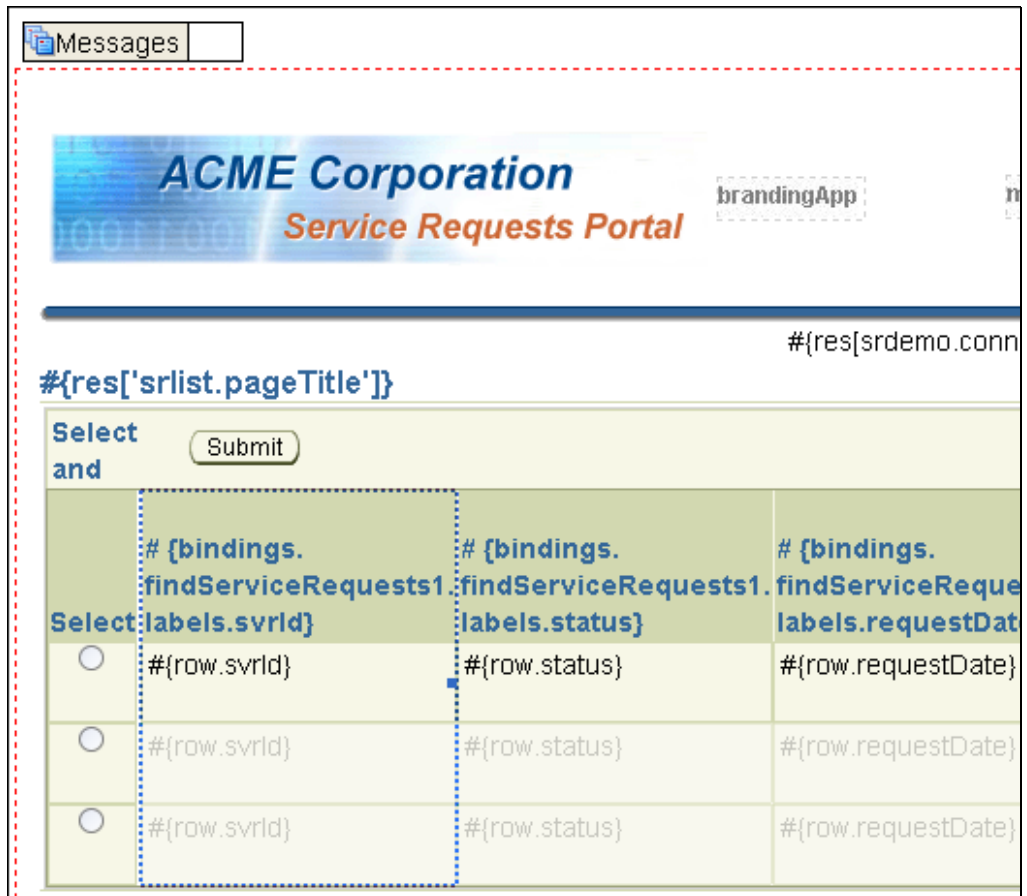 Messages
ACME Corporation
Service Requests Portal
brandingApp
#{res[srdemo.conn
#{res['srlist.pageTitle']}
Select
and
Submit
Select
# {bindings.
findServiceRequests1.
labels.svrId}
# {bindings.
findServiceRequests1.
labels.status}
# {bindings.
findServiceReque
labels.requestDat
#{row.svrId} #{row.status} #{row.requestDate}
#{row.svrId} #{row.status} #{row.requestDate}
#{row.svrId} #{row.status} #{row.requestDate}